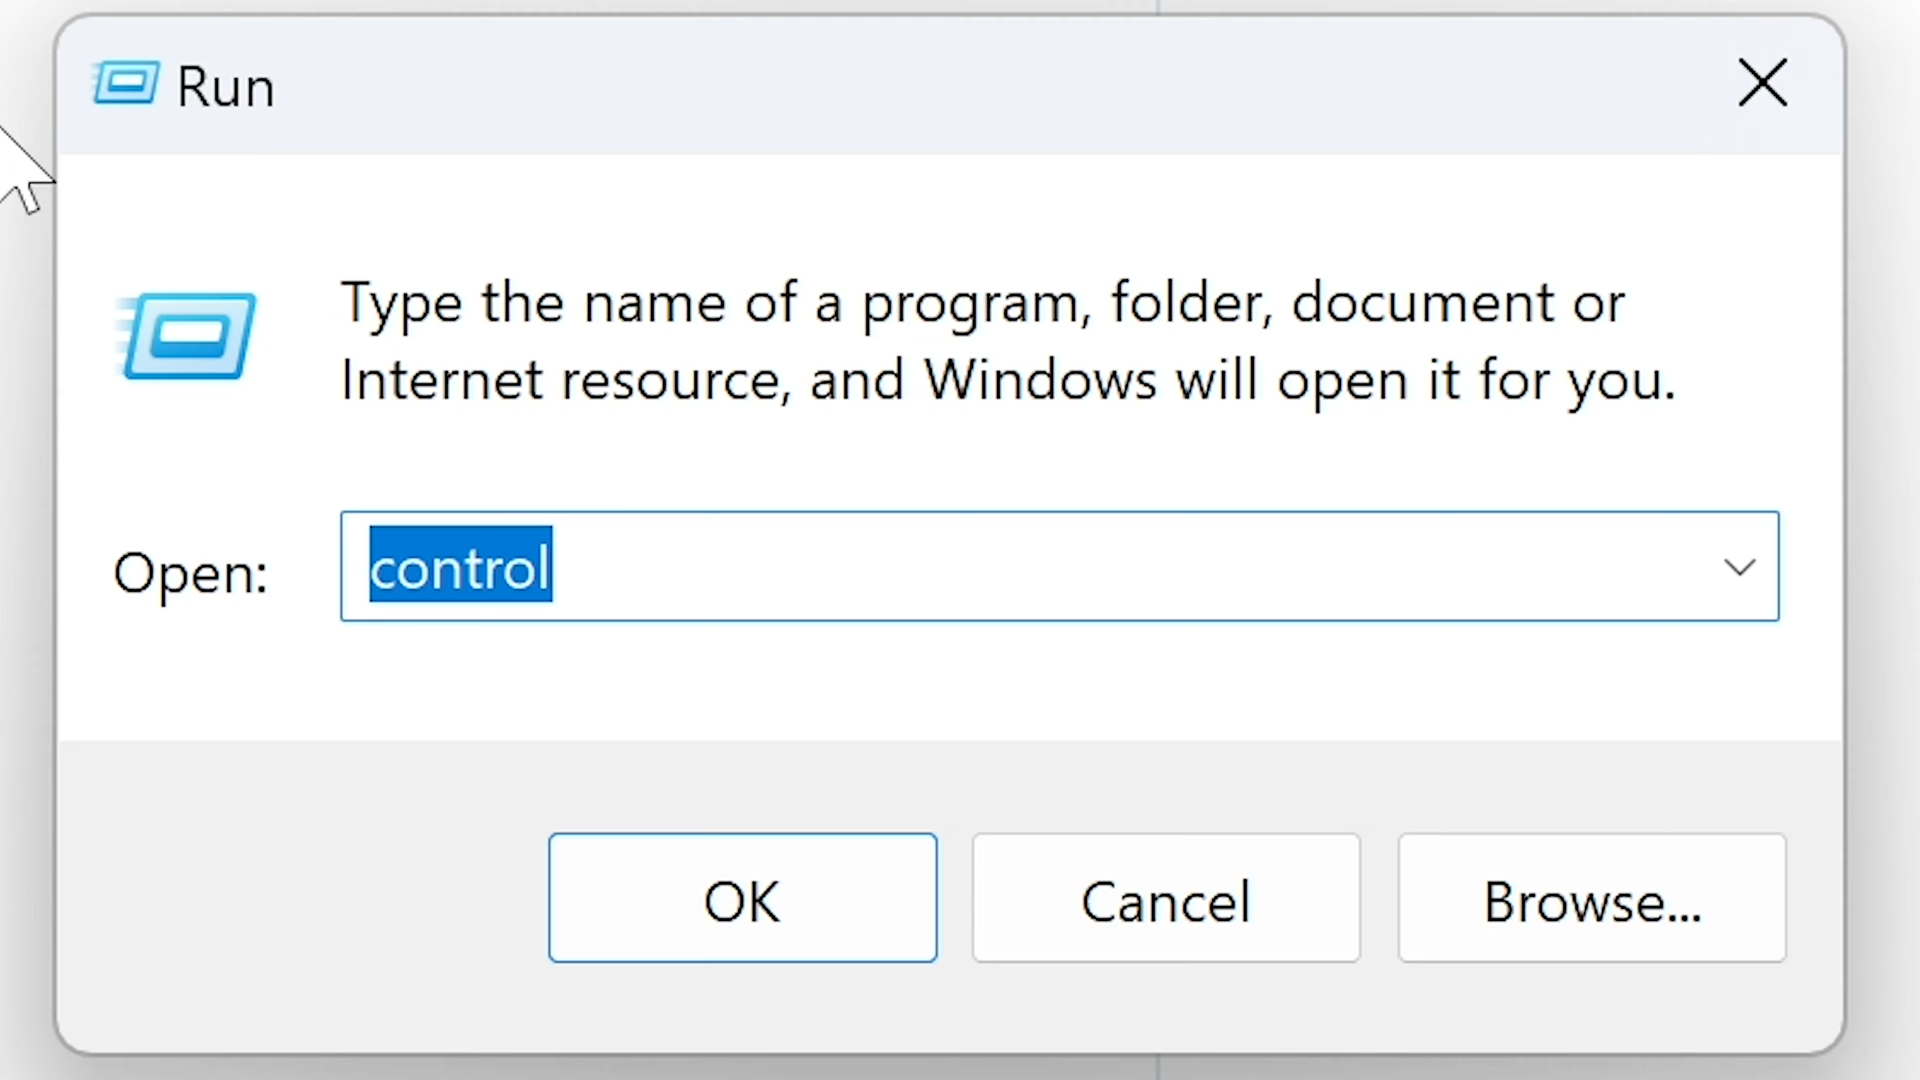 Run
Type the name of a program, folder, document or
Internet resource, and Windows will open it for you.
Open:
control
OK
Cancel
Browse...